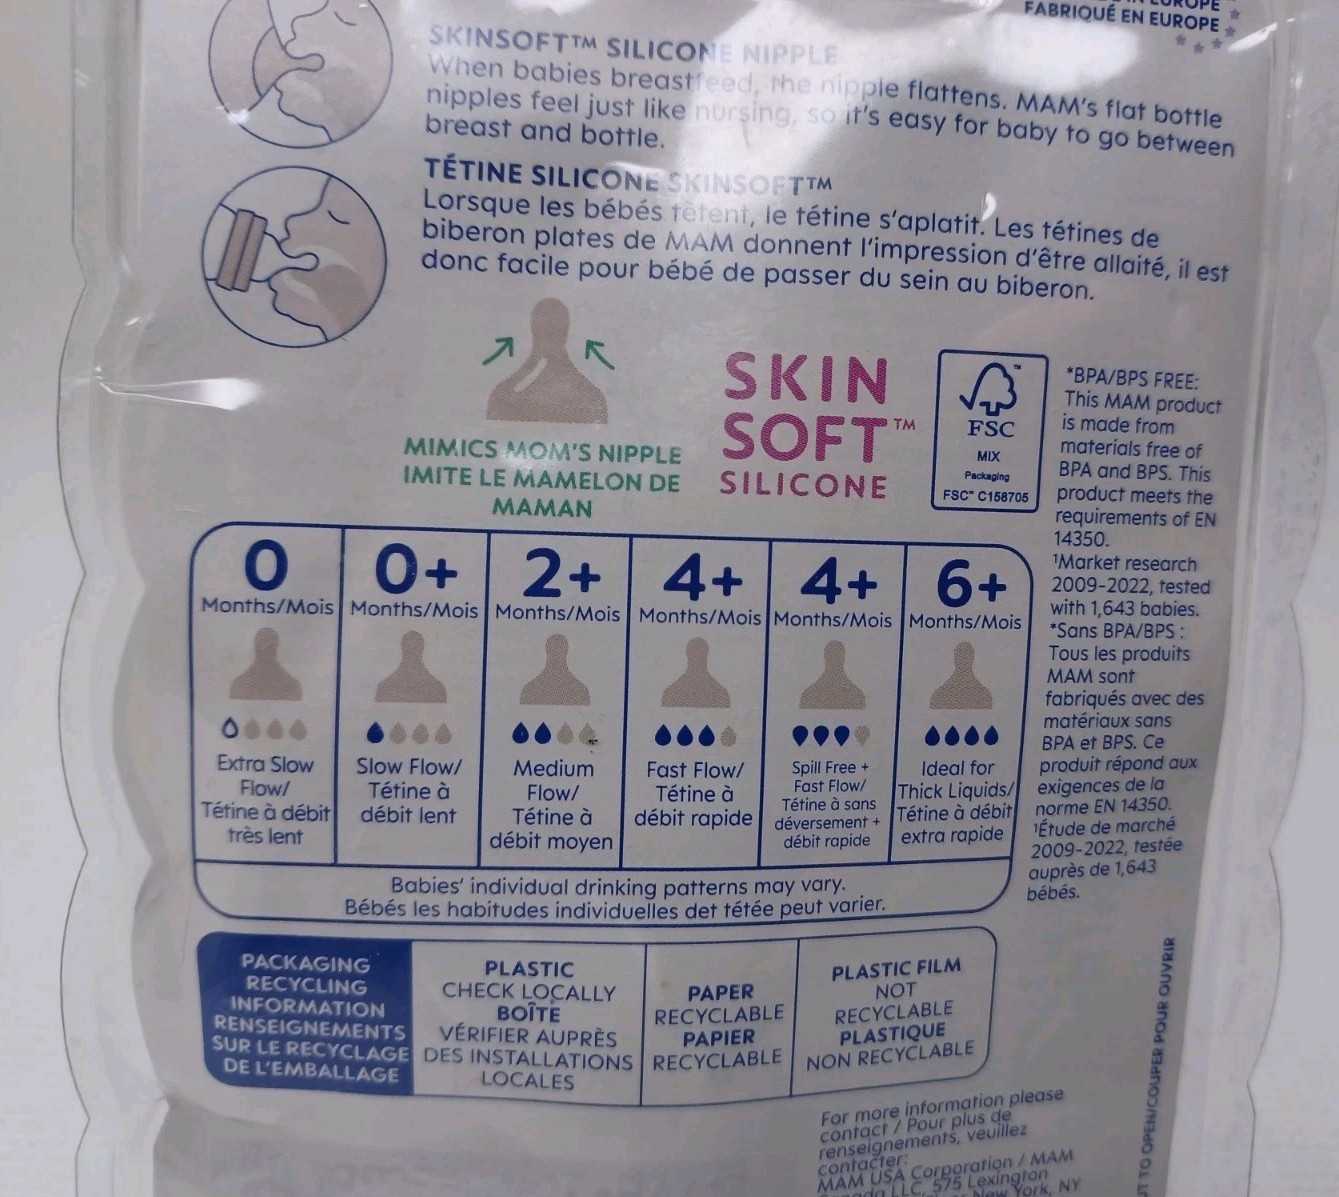 FABRIQUÉ EN EUROPE
SKINSOFT™ SILICONE NIPPLE
When babies breastfeed, the nipple flattens. MAM's flat bottle
nipples feel just like nursing, so it's easy for baby to go between
breast and bottle.
TÉTINE SILICONE SKINSOFT™
Lorsque les bébés tètent, le tétine s'aplatit. Les tétines de
biberon plates de MAM donnent l'impression d'être allaité, il est
donc facile pour bébé de passer du sein au biberon.
MIMICS MOM'S NIPPLE
IMITE LE MAMELON DE
MAMAN
SKIN
SOFT™
SILICONE
FSC
MIX
Packaging
FSC™ C158705
*BPA/BPS FREE:
This MAM product
is made from
materials free of
BPA and BPS. This
product meets the
requirements of EN
14350.
¹Market research
2009-2022, tested
with 1,643 babies.
*Sans BPA/BPS :
Tous les produits
MAM sont
fabriqués avec des
matériaux sans
BPA et BPS. Ce
produit répond aux
exigences de la
norme EN 14350.
¹Étude de marché
2009-2022, testée
auprès de 1,643
bébés.
0
Months/Mois
Extra Slow
Flow/
Tétine à débit
très lent
0+
Months/Mois
Slow Flow/
Tétine à
débit lent
2+
Months/Mois
Medium
Flow/
Tétine à
débit moyen
4+
Months/Mois
Fast Flow/
Tétine à
débit rapide
4+
Months/Mois
Spill Free +
Fast Flow/
Tétine à sans
déversement +
débit rapide
6+
Months/Mois
Ideal for
Thick Liquids/
Tétine à débit
extra rapide
Babies' individual drinking patterns may vary.
Bébés les habitudes individuelles det tétée peut varier.
PACKAGING
RECYCLING
INFORMATION
RENSEIGNEMENTS
SUR LE RECYCLAGE
DE L'EMBALLAGE
PLASTIC
CHECK LOCALLY
BOÎTE
VÉRIFIER AUPRÈS
DES INSTALLATIONS
LOCALES
PAPER
RECYCLABLE
PAPIER
RECYCLABLE
PLASTIC FILM
NOT
RECYCLABLE
PLASTIQUE
NON RECYCLABLE
For more information please
contact / Pour plus de
renseignements, veuillez
contacter:
MAM USA Corporation / MAM
LLC, 575 Lexington
New York, NY
TO OPEN/COUPER POUR OUVRIR